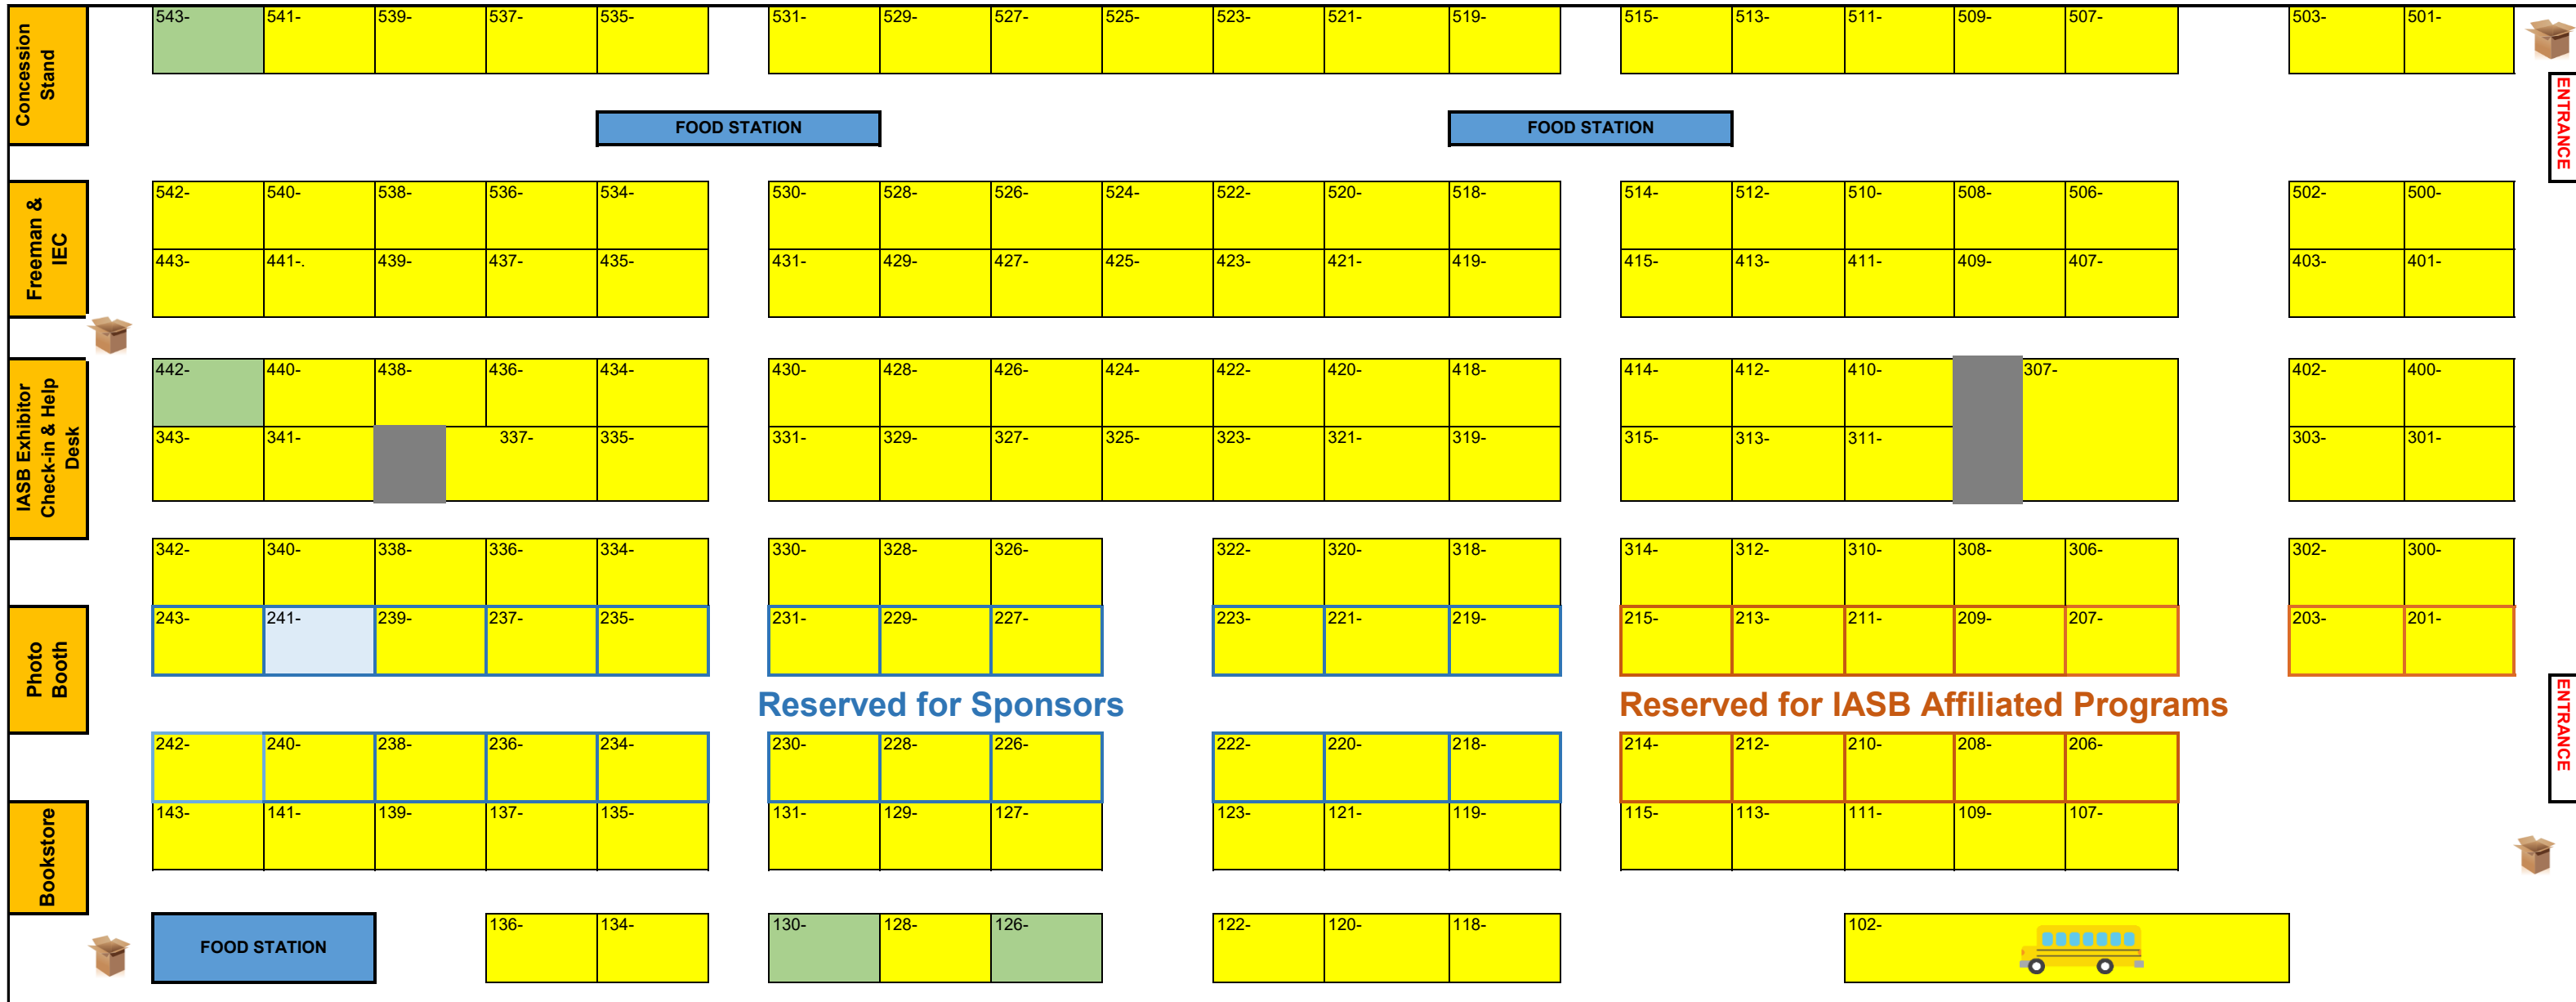 543- 541- 539- 537- 535- 531- 529- 527- 525- 523- 521- 519- 515- 513- 511- 509- 507- 503- 501-
Concession
Stand
ENTRANCE
FOOD STATION FOOD STATION
542- 540- 538- 536- 534- 530- 528- 526- 524- 522- 520- 518- 514- 512- 510- 508- 506- 502- 500-
Freeman &
IEC
443- 441-. 439- 437- 435- 431- 429- 427- 425- 423- 421- 419- 415- 413- 411- 409- 407- 403- 401-
442- 440- 438- 436- 434- 430- 428- 426- 424- 422- 420- 418- 414- 412- 410- 307- 402- 400-
IASB Exhibitor
Check-in & Help
Desk
343- 341- 337- 335- 331- 329- 327- 325- 323- 321- 319- 315- 313- 311- 303- 301-
342- 340- 338- 336- 334- 330- 328- 326- 322- 320- 318- 314- 312- 310- 308- 306- 302- 300-
243- 241- 239- 237- 235- 231- 229- 227- 223- 221- 219- 215- 213- 211- 209- 207- 203- 201-
Photo
Booth
Reserved for Sponsors Reserved for IASB Affiliated Programs
ENTRANCE
242- 240- 238- 236- 234- 230- 228- 226- 222- 220- 218- 214- 212- 210- 208- 206-
143- 141- 139- 137- 135- 131- 129- 127- 123- 121- 119- 115- 113- 111- 109- 107-
Bookstore
136- 134- 130- 128- 126- 122- 120- 118- 102-
FOOD STATION